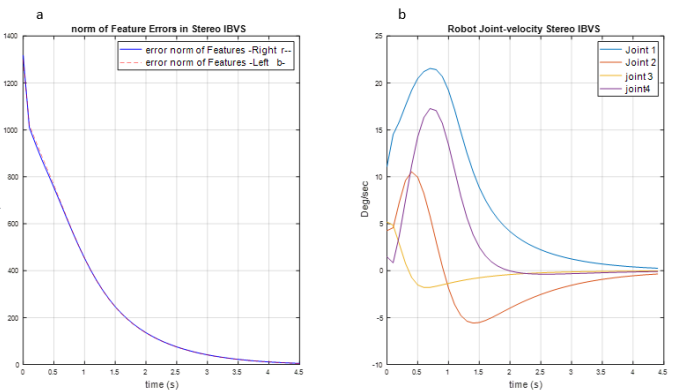 a
norm of Feature Errors in Stereo IBVS
error norm of Features -Right r--
error norm of Features -Left b-
1400
1200
1000
800
600
400
200
0
0 0.5 1 1.5 2 2.5 3 3.5 4 4.5
time (s)
b
Robot Joint-velocity Stereo IBVS
Joint 1
Joint 2
joint 3
joint4
Deg/sec
25
20
15
10
5
0
-5
-10
0 0.5 1 1.5 2 2.5 3 3.5 4 4.5
time (s)